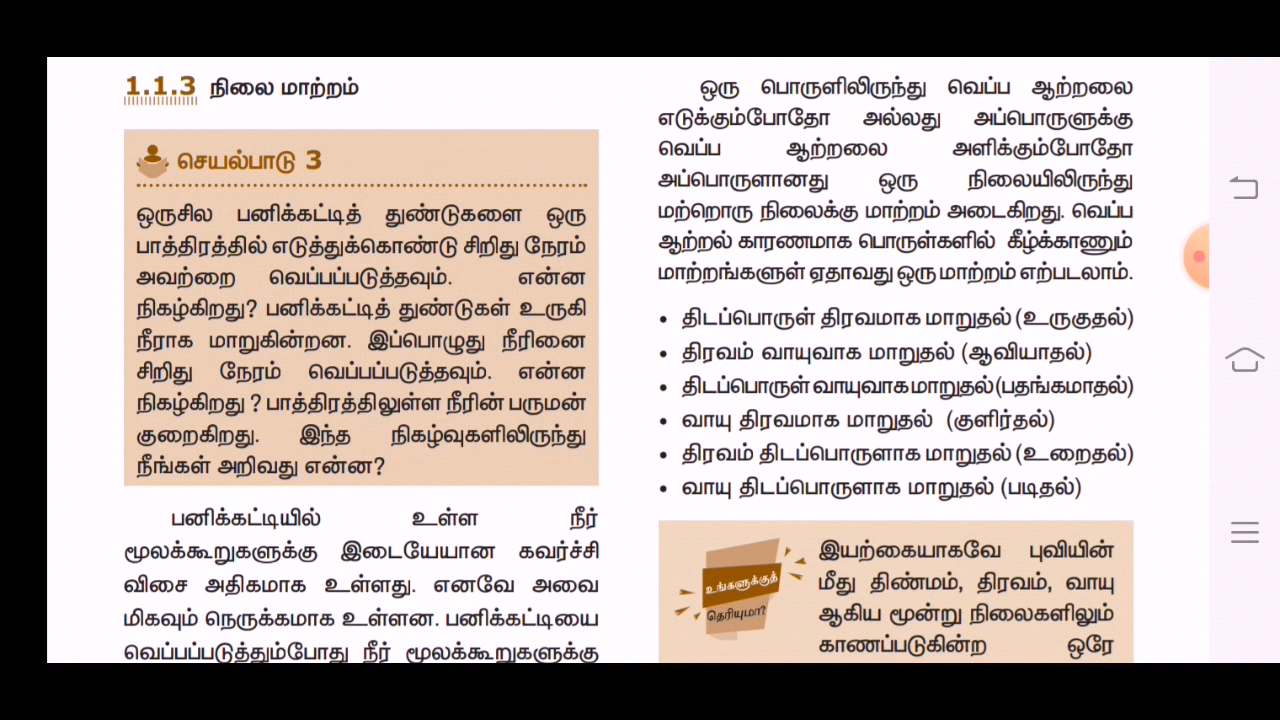 1.1.3 நிலை மாற்றம்
செயல்பாடு 3
ஒருசில பனிக்கட்டித் துண்டுகளை ஒரு
பாத்திரத்தில் எடுத்துக்கொண்டு சிறிது நேரம்
அவற்றை வெப்பப்படுத்தவும். என்ன
நிகழ்கிறது? பனிக்கட்டித் துண்டுகள் உருகி
நீராக மாறுகின்றன. இப்பொழுது நீரினை
சிறிது நேரம் வெப்பப்படுத்தவும். என்ன
நிகழ்கிறது ? பாத்திரத்திலுள்ள நீரின் பருமன்
குறைகிறது. இந்த நிகழ்வுகளிலிருந்து
நீங்கள் அறிவது என்ன?
பனிக்கட்டியில் உள்ள நீர்
மூலக்கூறுகளுக்கு இடையேயான கவர்ச்சி
விசை அதிகமாக உள்ளது. எனவே அவை
மிகவும் நெருக்கமாக உள்ளன. பனிக்கட்டியை
வெப்பப்படுத்தும்போது நீர் மூலக்கூறுகளுக்கு
ஒரு பொருளிலிருந்து வெப்ப ஆற்றலை
எடுக்கும்போதோ அல்லது அப்பொருளுக்கு
வெப்ப ஆற்றலை அளிக்கும்போதோ
அப்பொருளானது ஒரு நிலையிலிருந்து
மற்றொரு நிலைக்கு மாற்றம் அடைகிறது. வெப்ப
ஆற்றல் காரணமாக பொருள்களில் கீழ்க்காணும்
மாற்றங்களுள் ஏதாவது ஒரு மாற்றம் எற்படலாம்.
• திடப்பொருள் திரவமாக மாறுதல் (உருகுதல்)
• திரவம் வாயுவாக மாறுதல் (ஆவியாதல்)
• திடப்பொருள் வாயுவாக மாறுதல் (பதங்கமாதல்)
• வாயு திரவமாக மாறுதல் (குளிர்தல்)
• திரவம் திடப்பொருளாக மாறுதல் (உறைதல்)
• வாயு திடப்பொருளாக மாறுதல் (படிதல்)
உங்களுக்குத்
தெரியுமா?
இயற்கையாகவே புவியின்
மீது திண்மம், திரவம், வாயு
ஆகிய மூன்று நிலைகளிலும்
காணப்படுகின்ற ஒரே